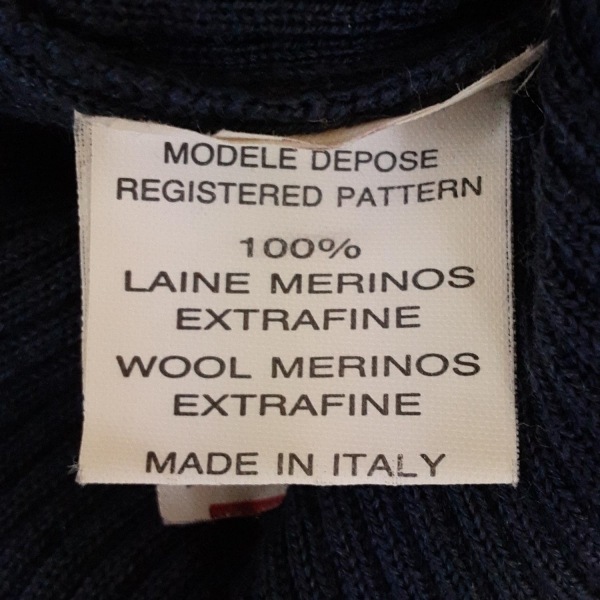 MODELE DEPOSE
REGISTERED PATTERN
100%
LAINE MERINOS
EXTRAFINE
WOOL MERINOS
EXTRAFINE
MADE IN ITALY